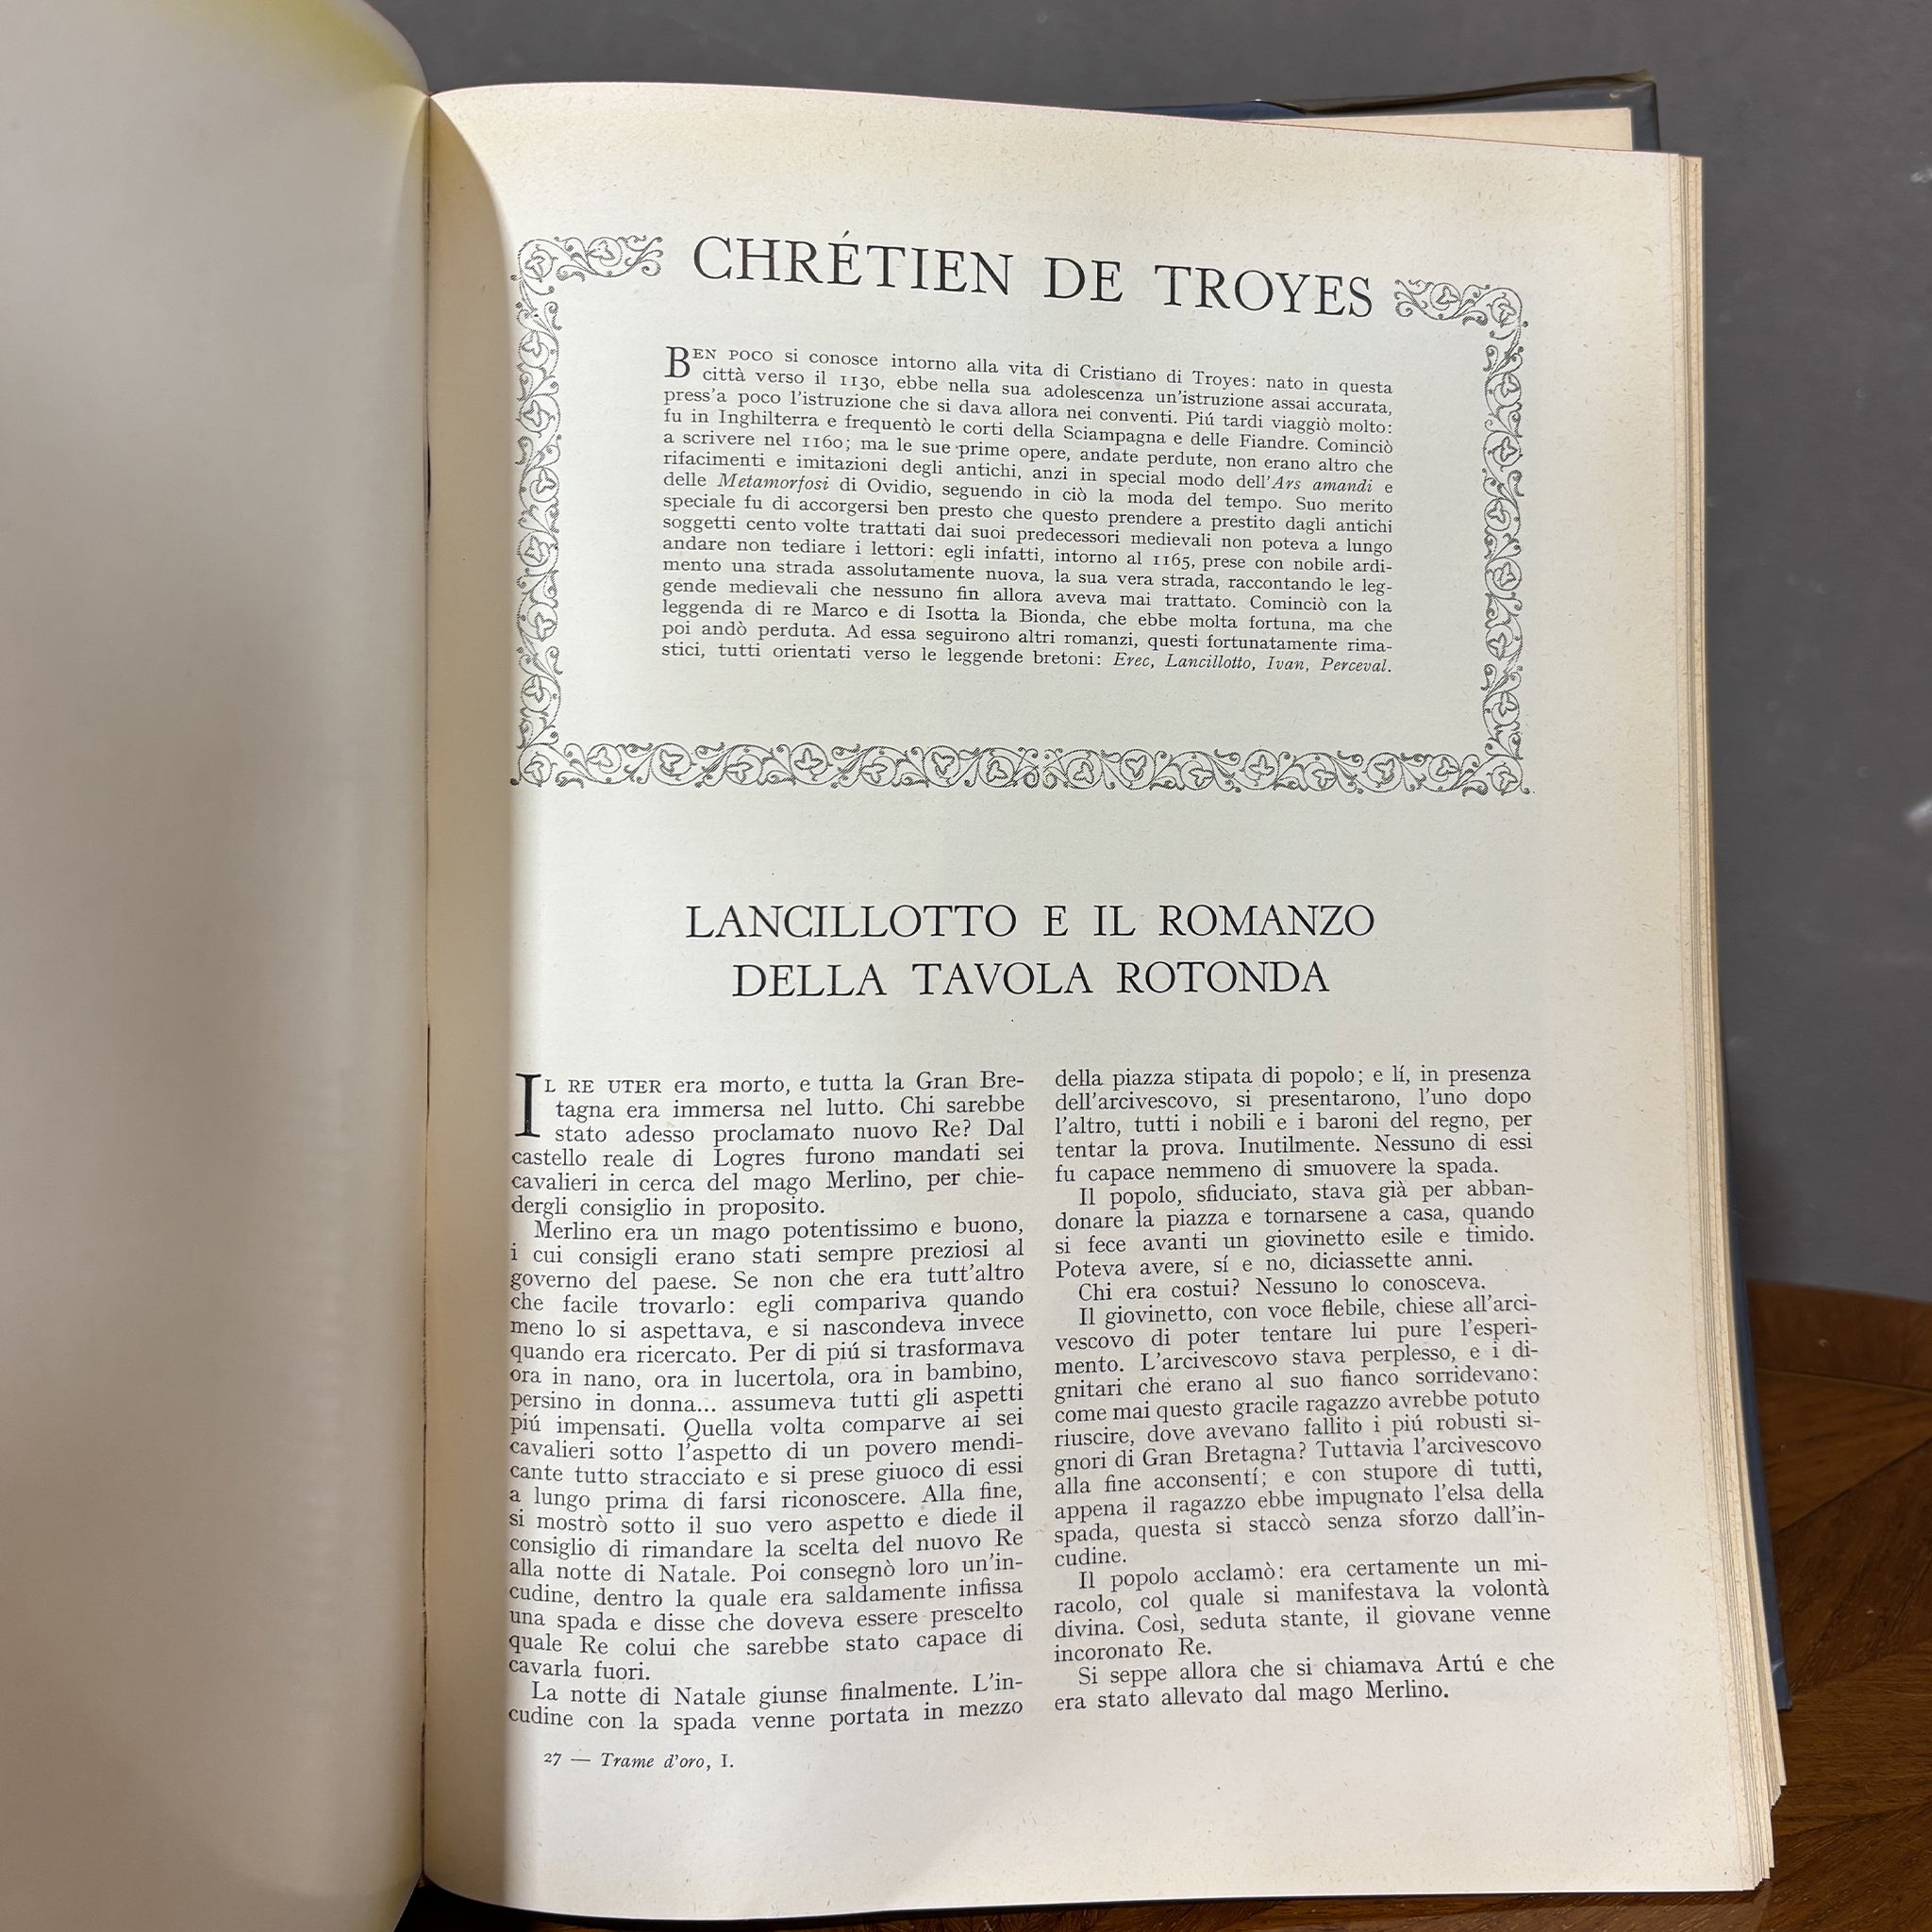 CHRÉTIEN DE TROYES
BEN POCO si conosce intorno alla vita di Cristiano di Troyes: nato in questa
città verso il 1130, ebbe nella sua adolescenza un'istruzione assai accurata,
press'a poco l'istruzione che si dava allora nei conventi. Piú tardi viaggiò molto:
fu in Inghilterra e frequentò le corti della Sciampagna e delle Fiandre. Cominciò
a scrivere nel 1160; ma le sue prime opere, andate perdute, non erano altro che
rifacimenti e imitazioni degli antichi, anzi in special modo dell'Ars amandi e
delle Metamorfosi di Ovidio, seguendo in ciò la moda del tempo. Suo merito
speciale fu di accorgersi ben presto che questo prendere a prestito dagli antichi
soggetti cento volte trattati dai suoi predecessori medievali non poteva a lungo
andare non tediare i lettori: egli infatti, intorno al 1165, prese con nobile ardi-
mento una strada assolutamente nuova, la sua vera strada, raccontando le leg-
gende medievali che nessuno fin allora aveva mai trattato. Cominciò con la
leggenda di re Marco e di Isotta la Bionda, che ebbe molta fortuna, ma che
poi andò perduta. Ad essa seguirono altri romanzi, questi fortunatamente rima-
stici, tutti orientati verso le leggende bretoni: Erec, Lancillotto, Ivan, Perceval.
LANCILLOTTO E IL ROMANZO
DELLA TAVOLA ROTONDA
IL RE UTER era morto, e tutta la Gran Bre-
tagna era immersa nel lutto. Chi sarebbe
stato adesso proclamato nuovo Re? Dal
castello reale di Logres furono mandati sei
cavalieri in cerca del mago Merlino, per chie-
dergli consiglio in proposito.
Merlino era un mago potentissimo e buono,
i cui consigli erano stati sempre preziosi al
governo del paese. Se non che era tutt'altro
che facile trovarlo: egli compariva quando
meno lo si aspettava, e si nascondeva invece
quando era ricercato. Per di piú si trasformava
ora in nano, ora in lucertola, ora in bambino,
persino in donna... assumeva tutti gli aspetti
piú impensati. Quella volta comparve ai sei
cavalieri sotto l'aspetto di un povero mendi-
cante tutto stracciato e si prese giuoco di essi
a lungo prima di farsi riconoscere. Alla fine,
si mostrò sotto il suo vero aspetto e diede il
consiglio di rimandare la scelta del nuovo Re
alla notte di Natale. Poi consegnò loro un'in-
cudine, dentro la quale era saldamente infissa
una spada e disse che doveva essere prescelto
quale Re colui che sarebbe stato capace di
cavarla fuori.
La notte di Natale giunse finalmente. L'in-
cudine con la spada venne portata in mezzo
della piazza stipata di popolo; e lí, in presenza
dell'arcivescovo, si presentarono, l'uno dopo
l'altro, tutti i nobili e i baroni del regno, per
tentar la prova. Inutilmente. Nessuno di essi
fu capace nemmeno di smuovere la spada.
Il popolo, sfiduciato, stava già per abban-
donare la piazza e tornarsene a casa, quando
si fece avanti un giovinetto esile e timido.
Poteva avere, sí e no, diciassette anni.
Chi era costui? Nessuno lo conosceva.
Il giovinetto, con voce flebile, chiese all'arci-
vescovo di poter tentare lui pure l'esperi-
mento. L'arcivescovo stava perplesso, e i di-
gnitari che erano al suo fianco sorridevano:
come mai questo gracile ragazzo avrebbe potuto
riuscire, dove avevano fallito i piú robusti si-
gnori di Gran Bretagna? Tuttavia l'arcivescovo
alla fine acconsentí; e con stupore di tutti,
appena il ragazzo ebbe impugnato l'elsa della
spada, questa si staccò senza sforzo dall'in-
cudine.
Il popolo acclamò: era certamente un mi-
racolo, col quale si manifestava la volontà
divina. Così, seduta stante, il giovane venne
incoronato Re.
Si seppe allora che si chiamava Artú e che
era stato allevato dal mago Merlino.
27 — Trame d'oro, I.